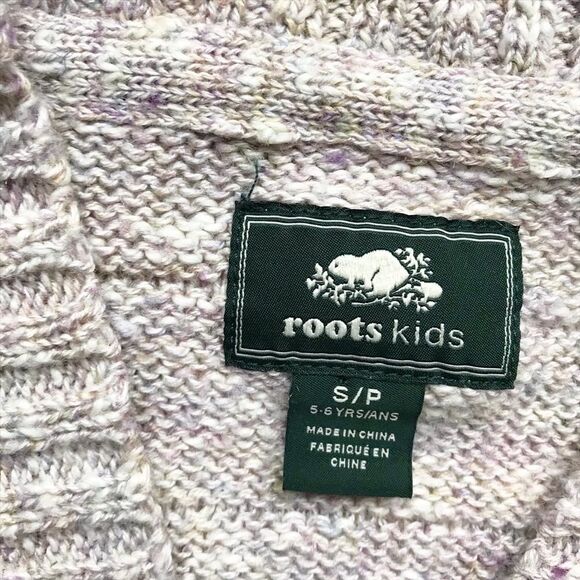 roots kids
S/P
5-6 YRS/ANS
MADE IN CHINA
FABRIQUÉ EN
CHINE